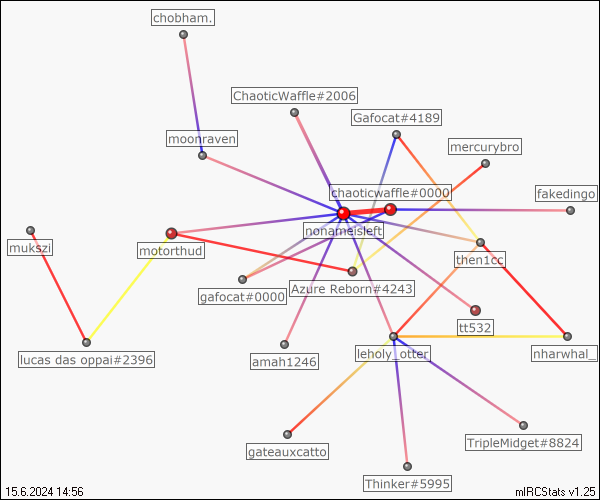 chobham.
ChaoticWaffle#2006
Gafocat#4189
moonraven
mercurybro
chaoticwaffle#0000
fakedingo
nonameisleft
mukszi
motorthud
then1cc
Azure Reborn#4243
gafocat#0000
tt532
lucas das oppai#2396
amah1246
leholy_otter
nharwhal_
gateauxcatto
TripleMidget#8824
Thinker#5995
15.6.2024 14:56
mIRCStats v1.25